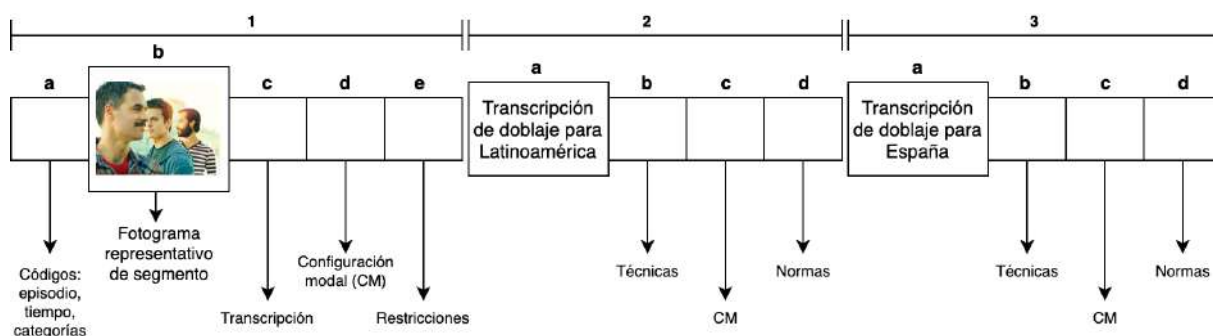 1
2
3
a
b
c
d
e
a
b
c
d
a
b
c
d
Transcripción
de doblaje para
Latinoamérica
Transcripción
de doblaje para
España
Códigos:
episodio,
tiempo,
categorías
Fotograma
representativo
de segmento
Transcripción
Configuración
modal (CM)
Restricciones
Técnicas
CM
Normas
Técnicas
CM
Normas